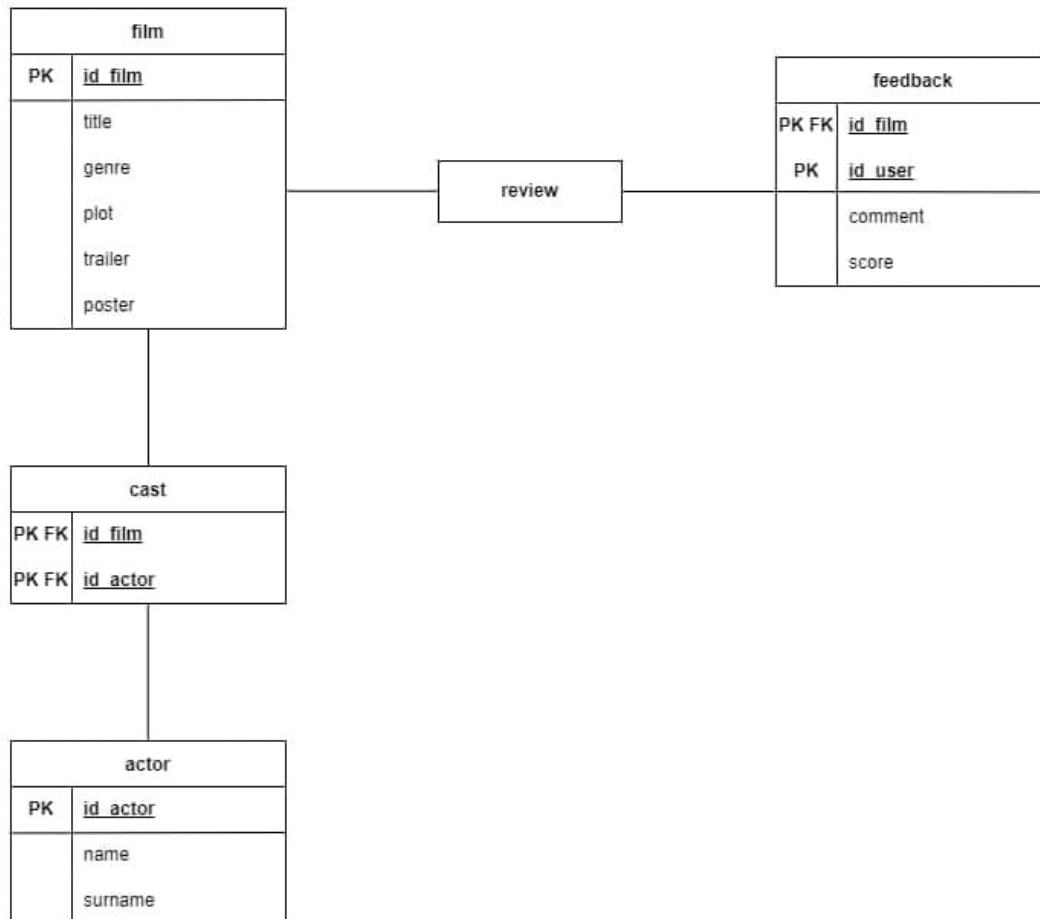 film
PK id_film
title
genre
plot
trailer
poster
review
feedback
PK FK id_film
PK id_user
comment
score
cast
PK FK id_film
PK FK id_actor
actor
PK id_actor
name
surname